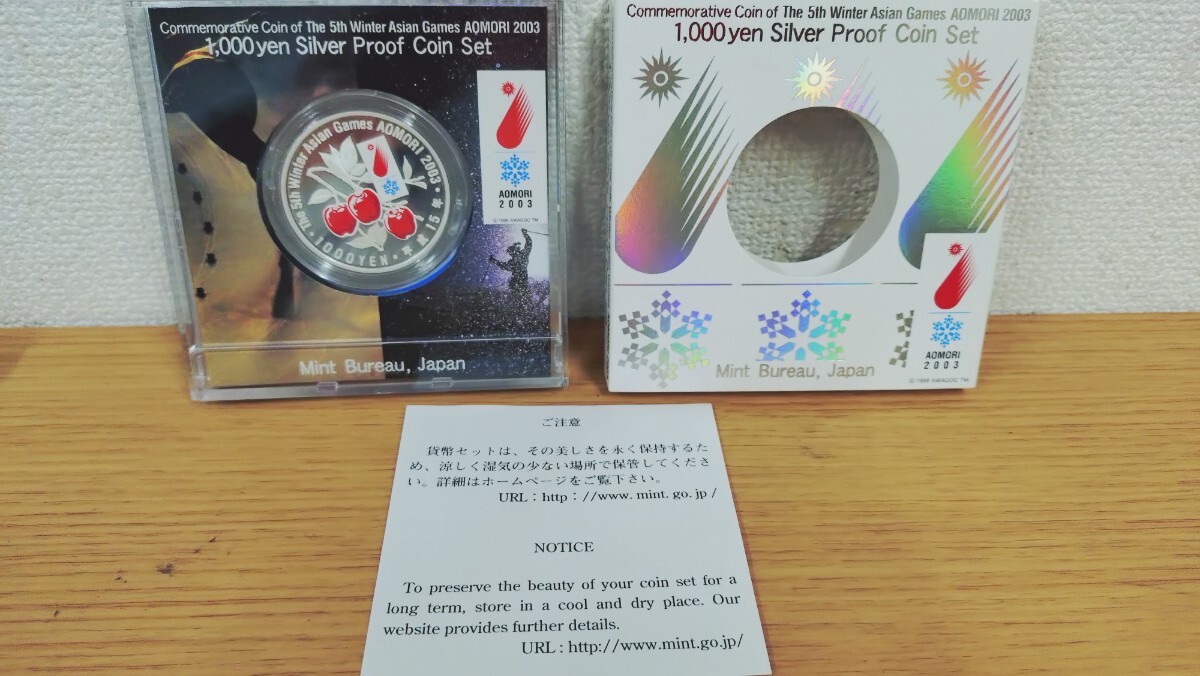 Commemorative Coin of The 5th Winter Asian Games AOMORI 2003
1,000yen Silver Proof Coin Set
The 5th Winter Asian Games AOMORI 2003
1000YEN・平成15年
AOMORI
2003
Mint Bureau, Japan
Commemorative Coin of The 5th Winter Asian Games AOMORI 2003
1,000yen Silver Proof Coin Set
AOMORI
2003
Mint Bureau, Japan
ご注意
貨幣セットは、その美しさを永く保持するた
め、涼しく湿気の少ない場所で保管してくださ
い。詳細はホームページをご覧下さい。
URL：http：//www.mint.go.jp/
NOTICE
To preserve the beauty of your coin set for a
long term, store in a cool and dry place. Our
website provides further details.
URL : http://www.mint.go.jp/